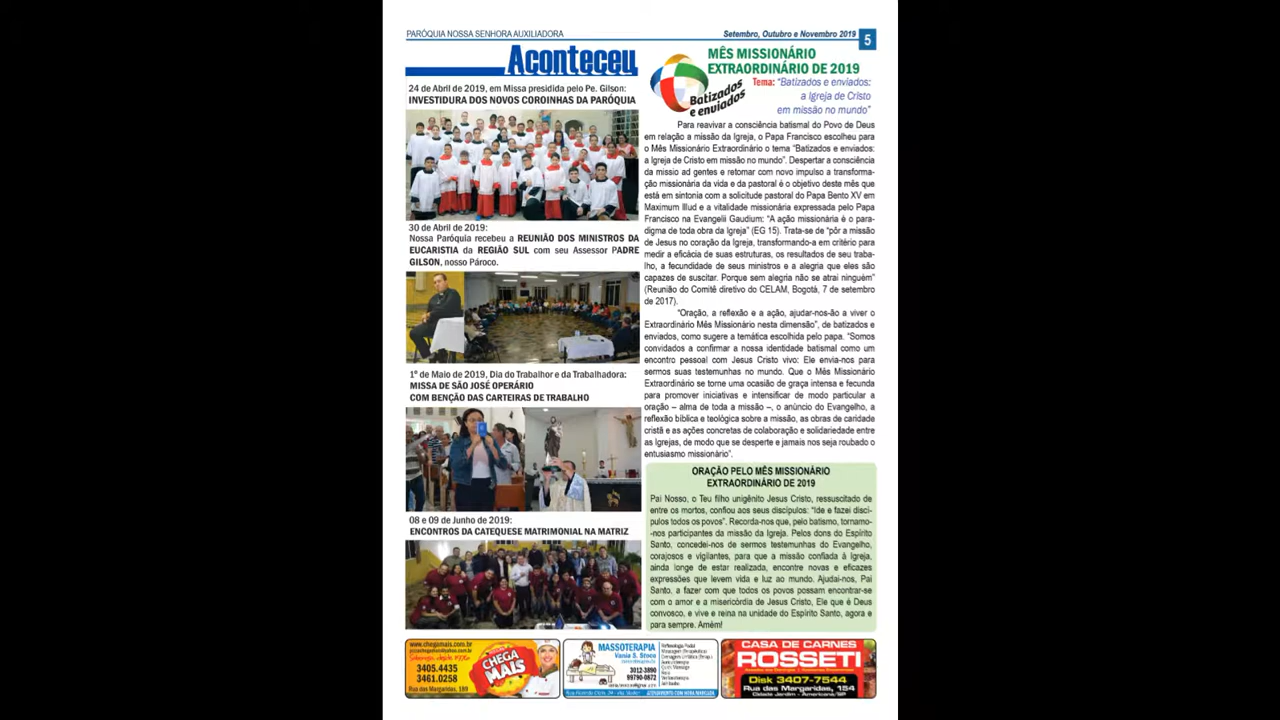 PARÓQUIA NOSSA SENHORA AUXILIADORA
Setembro, Outubro e Novembro 2019
5
Aconteceu
24 de Abril de 2019, em Missa presidida pelo Pe. Gilson:
INVESTIDURA DOS NOVOS COROINHAS DA PARÓQUIA
30 de Abril de 2019:
Nossa Paróquia recebeu a REUNIÃO DOS MINISTROS DA
EUCARISTIA da REGIÃO SUL com seu Assessor PADRE
GILSON, nosso Pároco.
1º de Maio de 2019, Dia do Trabalhor e da Trabalhadora:
MISSA DE SÃO JOSÉ OPERÁRIO
COM BENÇÃO DAS CARTEIRAS DE TRABALHO
08 e 09 de Junho de 2019:
ENCONTROS DA CATEQUESE MATRIMONIAL NA MATRIZ
Batizados
e enviados
MÊS MISSIONÁRIO
EXTRAORDINÁRIO DE 2019
Tema: “Batizados e enviados:
a Igreja de Cristo
em missão no mundo”
Para reavivar a consciência batismal do Povo de Deus
em relação a missão da Igreja, o Papa Francisco escolheu para
o Mês Missionário Extraordinário o tema “Batizados e enviados:
a Igreja de Cristo em missão no mundo”. Despertar a consciência
da missio ad gentes e retomar com novo impulso a transforma-
ção missionária da vida e da pastoral é o objetivo deste mês que
está em sintonia com a solicitude pastoral do Papa Bento XV em
Maximum Illud e a vitalidade missionária expressada pelo Papa
Francisco na Evangelii Gaudium: “A ação missionária é o para-
digma de toda obra da Igreja” (EG 15). Trata-se de “pôr a missão
de Jesus no coração da Igreja, transformando-a em critério para
medir a eficácia de suas estruturas, os resultados de seu traba-
lho, a fecundidade de seus ministros e a alegria que eles são
capazes de suscitar. Porque sem alegria não se atrai ninguém”
(Reunião do Comitê diretivo do CELAM, Bogotá, 7 de setembro
de 2017).
“Oração, a reflexão e a ação, ajudar-nos-ão a viver o
Extraordinário Mês Missionário nesta dimensão”, de batizados e
enviados, como sugere a temática escolhida pelo papa. “Somos
convidados a confirmar a nossa identidade batismal como um
encontro pessoal com Jesus Cristo vivo: Ele envia-nos para
sermos suas testemunhas no mundo. Que o Mês Missionário
Extraordinário se torne uma ocasião de graça intensa e fecunda
para promover iniciativas e intensificar de modo particular a
oração – alma de toda a missão –, o anúncio do Evangelho, a
reflexão bíblica e teológica sobre a missão, as obras de caridade
cristã e as ações concretas de colaboração e solidariedade entre
as Igrejas, de modo que se desperte e jamais nos seja roubado o
entusiasmo missionário”.
ORAÇÃO PELO MÊS MISSIONÁRIO
EXTRAORDINÁRIO DE 2019
Pai Nosso, o Teu filho unigênito Jesus Cristo, ressuscitado de
entre os mortos, confiou aos seus discípulos: “Ide e fazei discí-
pulos todos os povos”. Recorda-nos que, pelo batismo, tornamo-
-nos participantes da missão da Igreja. Pelos dons do Espírito
Santo, concedei-nos de sermos testemunhas do Evangelho,
corajosos e vigilantes, para que a missão confiada à Igreja,
ainda longe de estar realizada, encontre novas e eficazes
expressões que levem vida e luz ao mundo. Ajudai-nos, Pai
Santo, a fazer com que todos os povos possam encontrar-se
com o amor e a misericórdia de Jesus Cristo, Ele que é Deus
convosco, e vive e reina na unidade do Espírito Santo, agora e
para sempre. Amém!
www.chegamais.com.br
3405.4435
3461.0258
Rua das Margaridas, 189
CHEGA
MAIS
MASSOTERAPIA
Vania S. Stoco
3012-3890
99790-0872
Reflexologia Podal
CASA DE CARNES
ROSSETI
Disk 3407-7544
Rua das Margaridas, 154
Cidade Jardim - Americana/SP